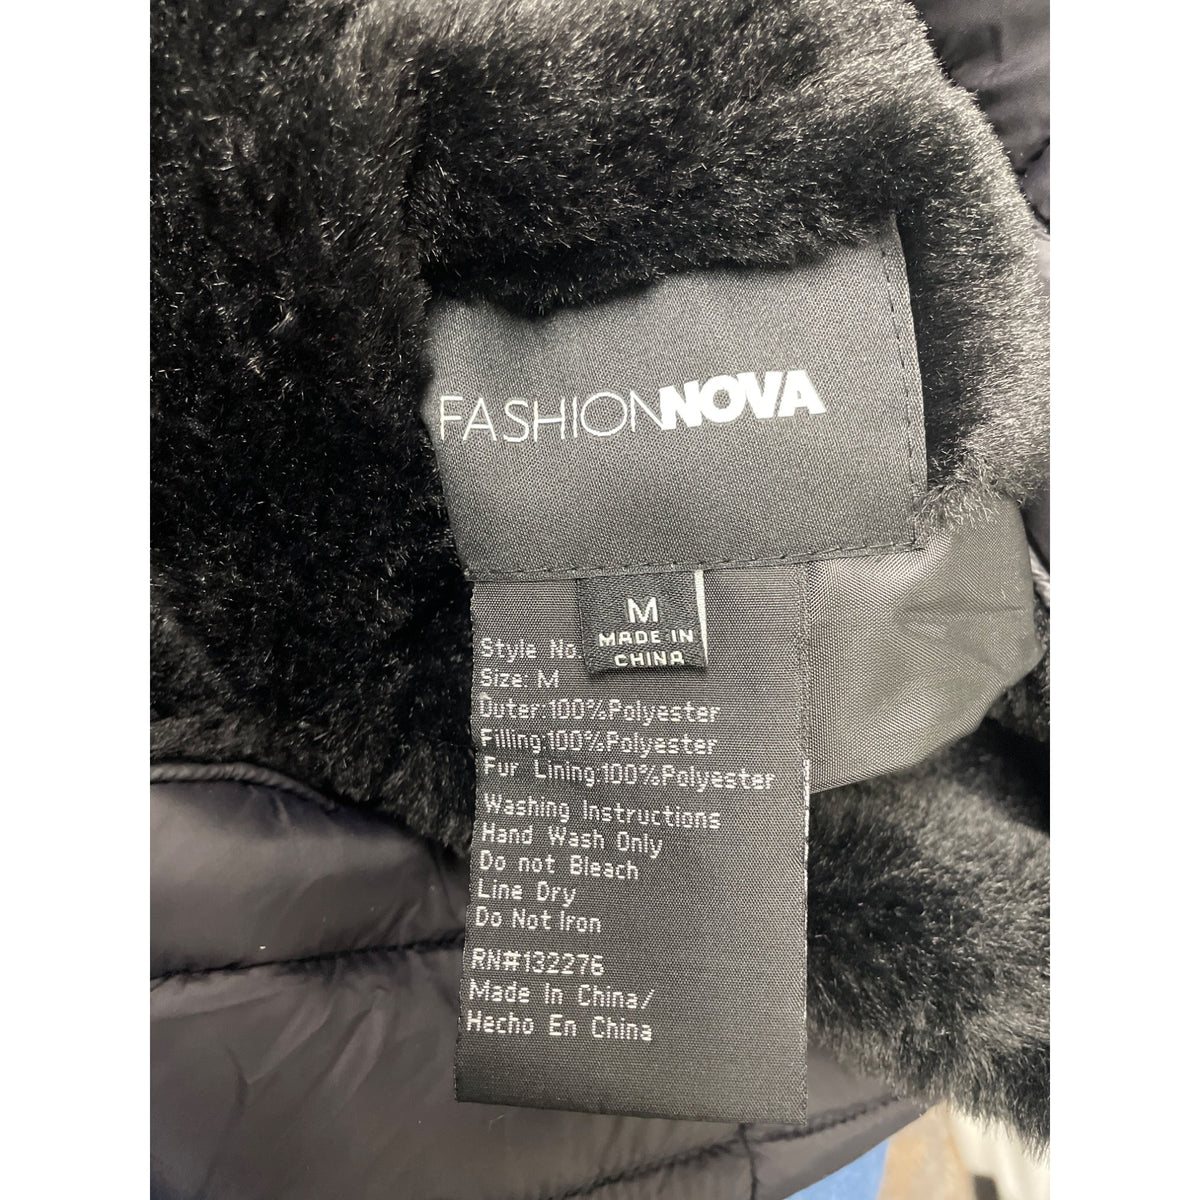 FASHIONNOVA
M
MADE IN
CHINA
Style No.
Size: M
Outer:100%Polyester
Filling:100%Polyester
Fur Lining:100%Polyester
Washing Instructions
Hand Wash Only
Do not Bleach
Line Dry
Do Not Iron
RN#132276
Made In China/
Hecho En China